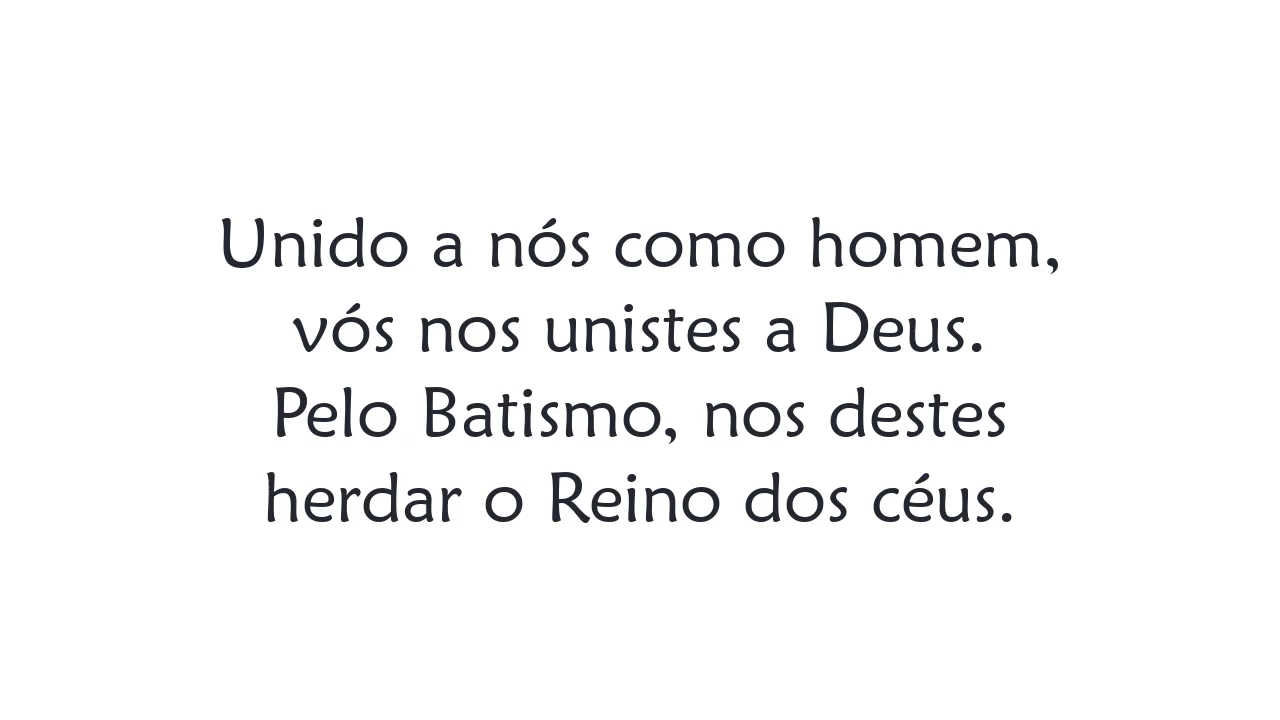 Unido a nós como homem,
vós nos unistes a Deus.
Pelo Batismo, nos destes
herdar o Reino dos céus.